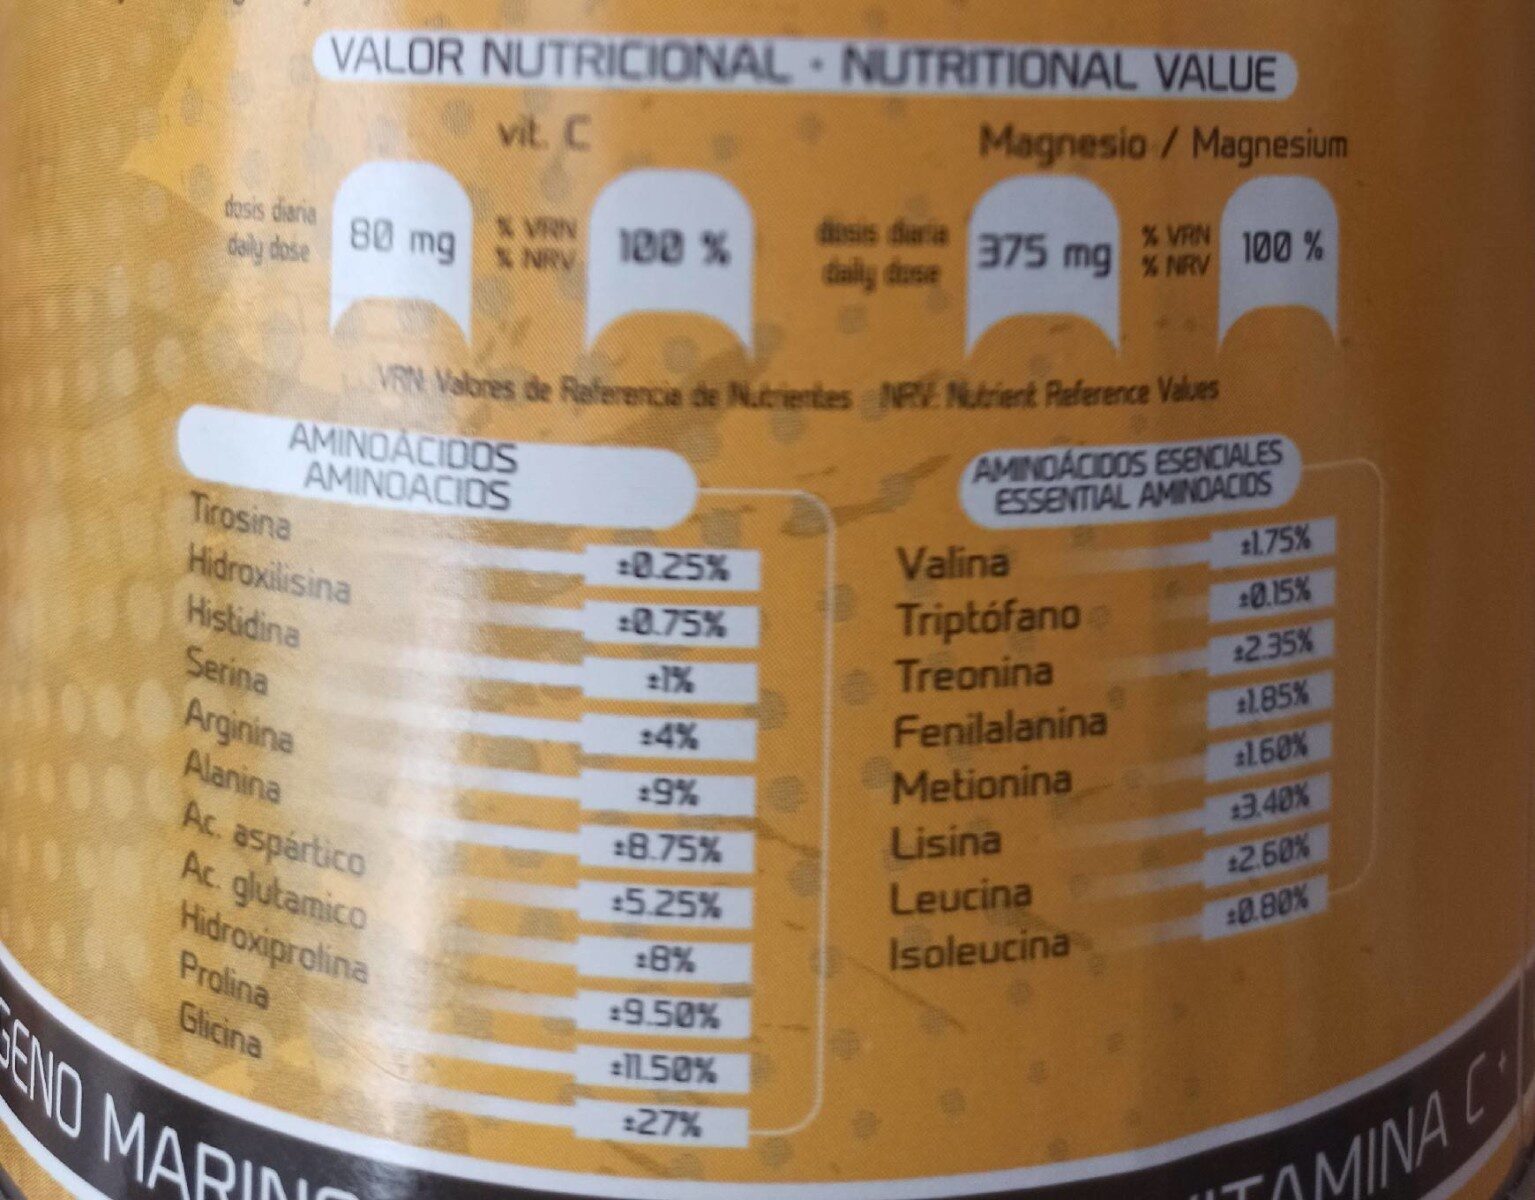 VALOR NUTRICIONAL · NUTRITIONAL VALUE
vit. C
dosis diaria
daily dose
80 mg
% VRN
% NRV
100 %
Magnesio / Magnesium
dosis diaria
daily dose
375 mg
% VRN
% NRV
100 %
VRN: Valores de Referencia de Nutrientes NRV: Nutrient Reference Values
AMINOÁCIDOS
AMINOACIDS
Tirosina ±0.25%
Hidroxilisina ±0.75%
Histidina ±1%
Serina ±4%
Arginina ±9%
Alanina ±8.75%
Ac. aspártico ±5.25%
Ac. glutamico ±8%
Hidroxiprolina ±9.50%
Prolina ±11.50%
Glicina ±27%
AMINOÁCIDOS ESENCIALES
ESSENTIAL AMINOACIDS
Valina ±1.75%
Triptófano ±0.15%
Treonina ±2.35%
Fenilalanina ±1.85%
Metionina ±1.60%
Lisina ±3.40%
Leucina ±2.60%
Isoleucina ±0.80%
GENO MARINO
VITAMINA C +